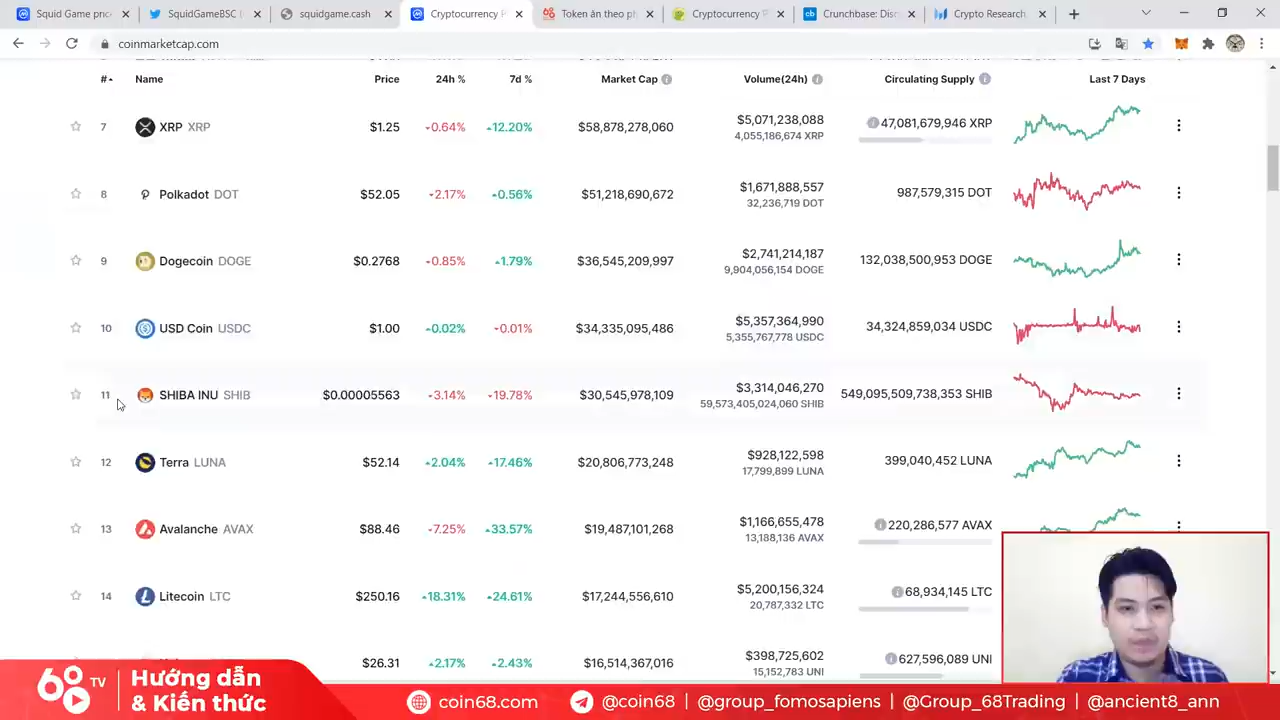 Squid Game price
SquidGameBSC
squidgame.cash
Cryptocurrency P
Token ăn theo ph
Cryptocurrency
Crunchbase: Disc
Crypto Research
coinmarketcap.com
# Name Price 24h % 7d % Market Cap Volume(24h) Circulating Supply Last 7 Days
7 XRP XRP $1.25 0.64% 12.20% $58,878,278,060 $5,071,238,088 47,081,679,946 XRP
4,055,186,674 XRP
8 Polkadot DOT $52.05 2.17% 0.56% $51,218,690,672 $1,671,888,557 987,579,315 DOT
32,236,719 DOT
9 Dogecoin DOGE $0.2768 0.85% 1.79% $36,545,209,997 $2,741,214,187 132,038,500,953 DOGE
9,904,056,154 DOGE
10 USD Coin USDC $1.00 0.02% 0.01% $34,335,095,486 $5,357,364,990 34,324,859,034 USDC
5,355,767,778 USDC
11 SHIBA INU SHIB $0.00005563 3.14% 19.78% $30,545,978,109 $3,314,046,270 549,095,509,738,353 SHIB
59,573,405,024,060 SHIB
12 Terra LUNA $52.14 2.04% 17.46% $20,806,773,248 $928,122,598 399,040,452 LUNA
17,799,899 LUNA
13 Avalanche AVAX $88.46 7.25% 33.57% $19,487,101,268 $1,166,655,478 220,286,577 AVAX
13,188,136 AVAX
14 Litecoin LTC $250.16 18.31% 24.61% $17,244,556,610 $5,200,156,324 68,934,145 LTC
20,787,332 LTC
$26.31 2.17% 2.43% $16,514,367,016 $398,725,602 627,596,089 UNI
15,152,783 UNI
68 TV Hướng dẫn
& Kiến thức
coin68.com @coin68 | @group_fomosapiens | @Group_68Trading | @ancient8_ann